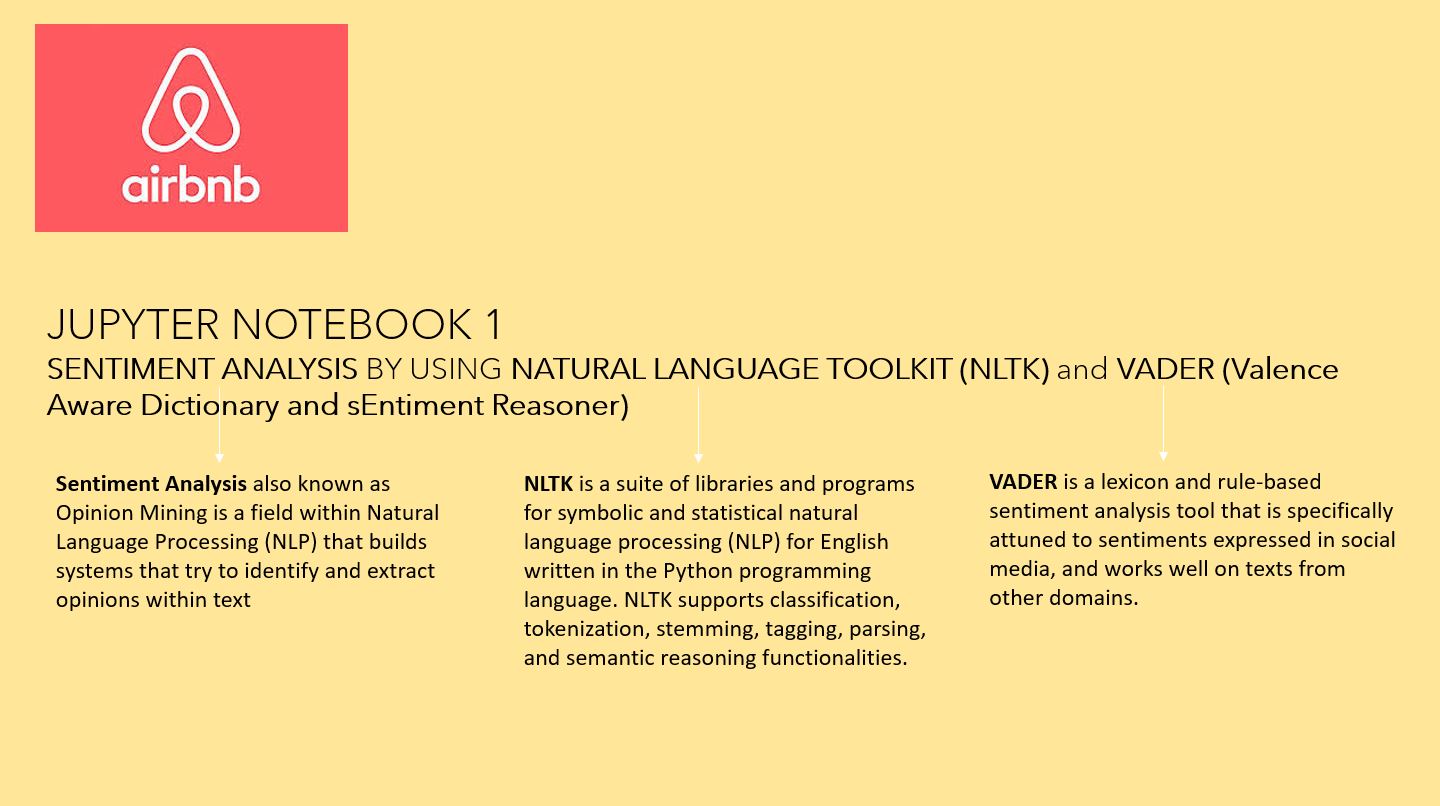 airbnb
JUPYTER NOTEBOOK 1
SENTIMENT ANALYSIS BY USING NATURAL LANGUAGE TOOLKIT (NLTK) and VADER (Valence
Aware Dictionary and sEntiment Reasoner)
Sentiment Analysis also known as
Opinion Mining is a field within Natural
Language Processing (NLP) that builds
systems that try to identify and extract
opinions within text
NLTK is a suite of libraries and programs
for symbolic and statistical natural
language processing (NLP) for English
written in the Python programming
language. NLTK supports classification,
tokenization, stemming, tagging, parsing,
and semantic reasoning functionalities.
VADER is a lexicon and rule-based
sentiment analysis tool that is specifically
attuned to sentiments expressed in social
media, and works well on texts from
other domains.